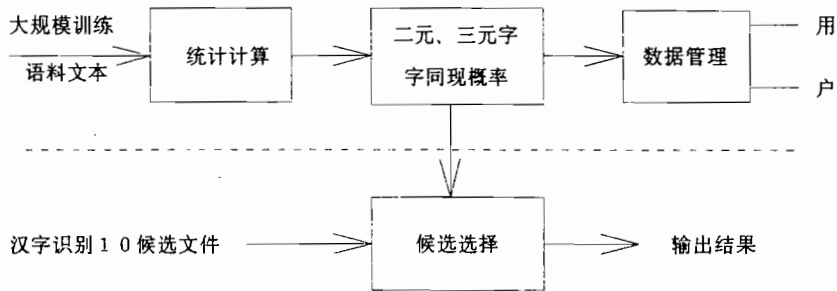 大规模训练
语料文本
统计计算
二元、三元字
字同现概率
数据管理
用
户
汉字识别10候选文件
候选选择
输出结果